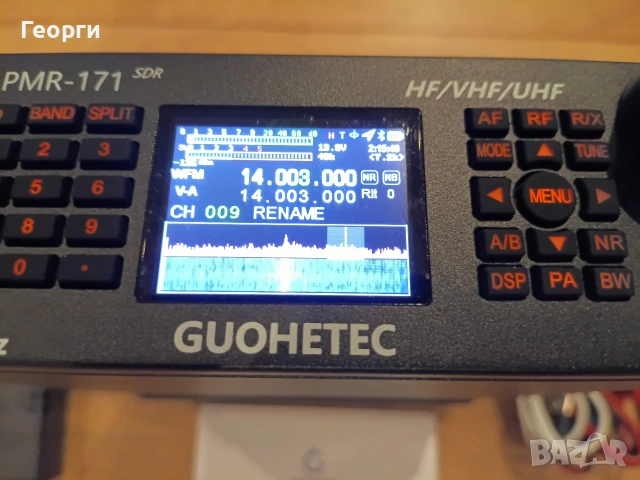 Георги
PMR-171 SDR
HF/VHF/UHF
BAND SPLIT
2 3
5 6
8 9
0 .
AF RF R/X
MODE ▲ TUNE
◄ MENU ►
A/B ▼ NR
DSP PA BW
H T
WFM 14.003.000 NR NB
V-A 14.003.000 Rit 0
CH 009 RENAME
GUOHETEC
z
BAZAR